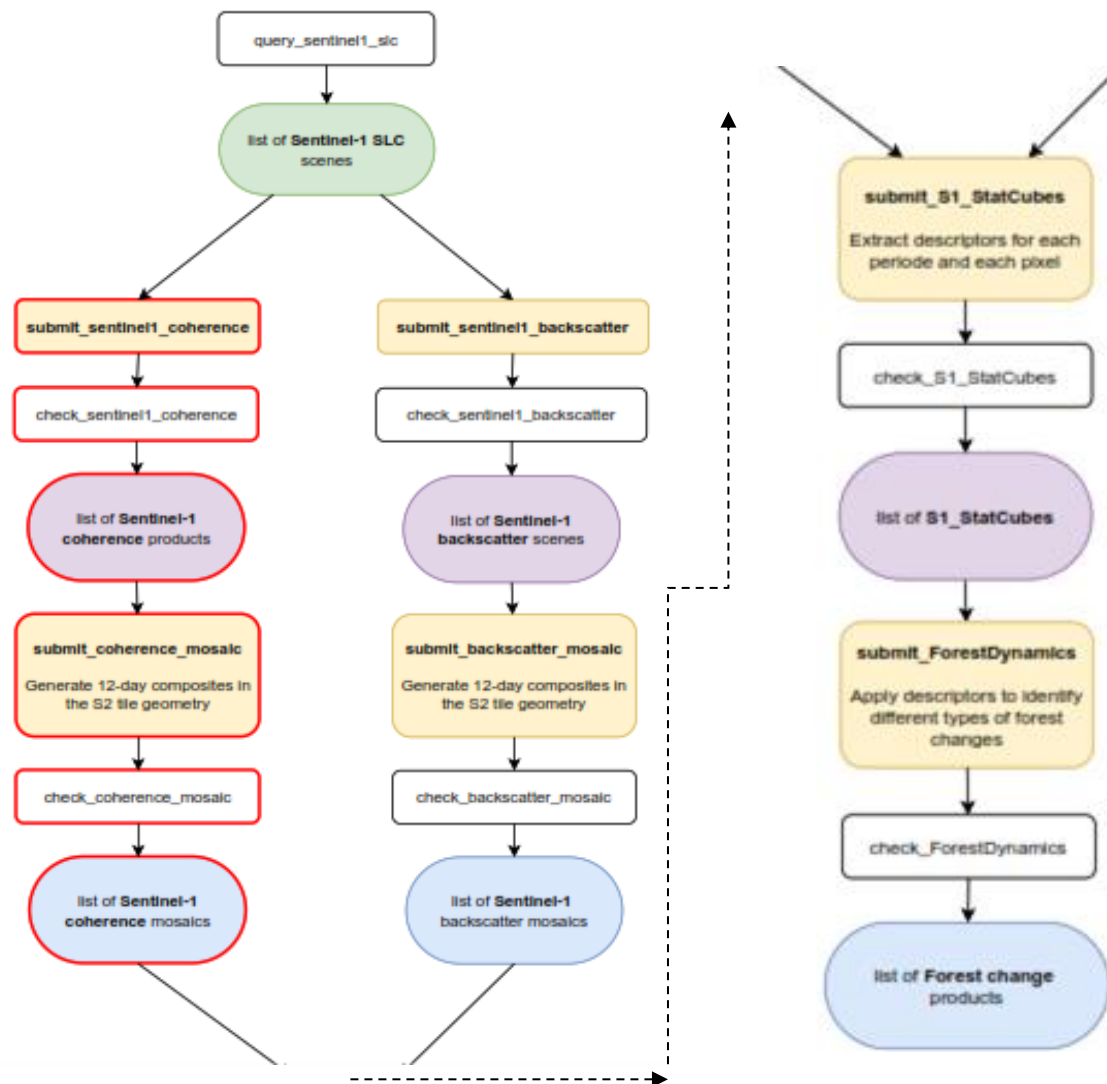 query_sentinel1_slc
list of Sentinel-1 SLC
scenes
submit_sentinel1_coherence
check_sentinel1_coherence
list of Sentinel-1
coherence products
submit_coherence_mosaic
Generate 12-day composites in
the S2 tile geometry
check_coherence_mosaic
list of Sentinel-1
coherence mosaics
submit_sentinel1_backscatter
check_sentinel1_backscatter
list of Sentinel-1
backscatter scenes
submit_backscatter_mosaic
Generate 12-day composites in
the S2 tile geometry
check_backscatter_mosaic
list of Sentinel-1
backscatter mosaics
submit_S1_StatCubes
Extract descriptors for each
periode and each pixel
check_S1_StatCubes
list of S1_StatCubes
submit_ForestDynamics
Apply descriptors to identify
different types of forest
changes
check_ForestDynamics
list of Forest change
products